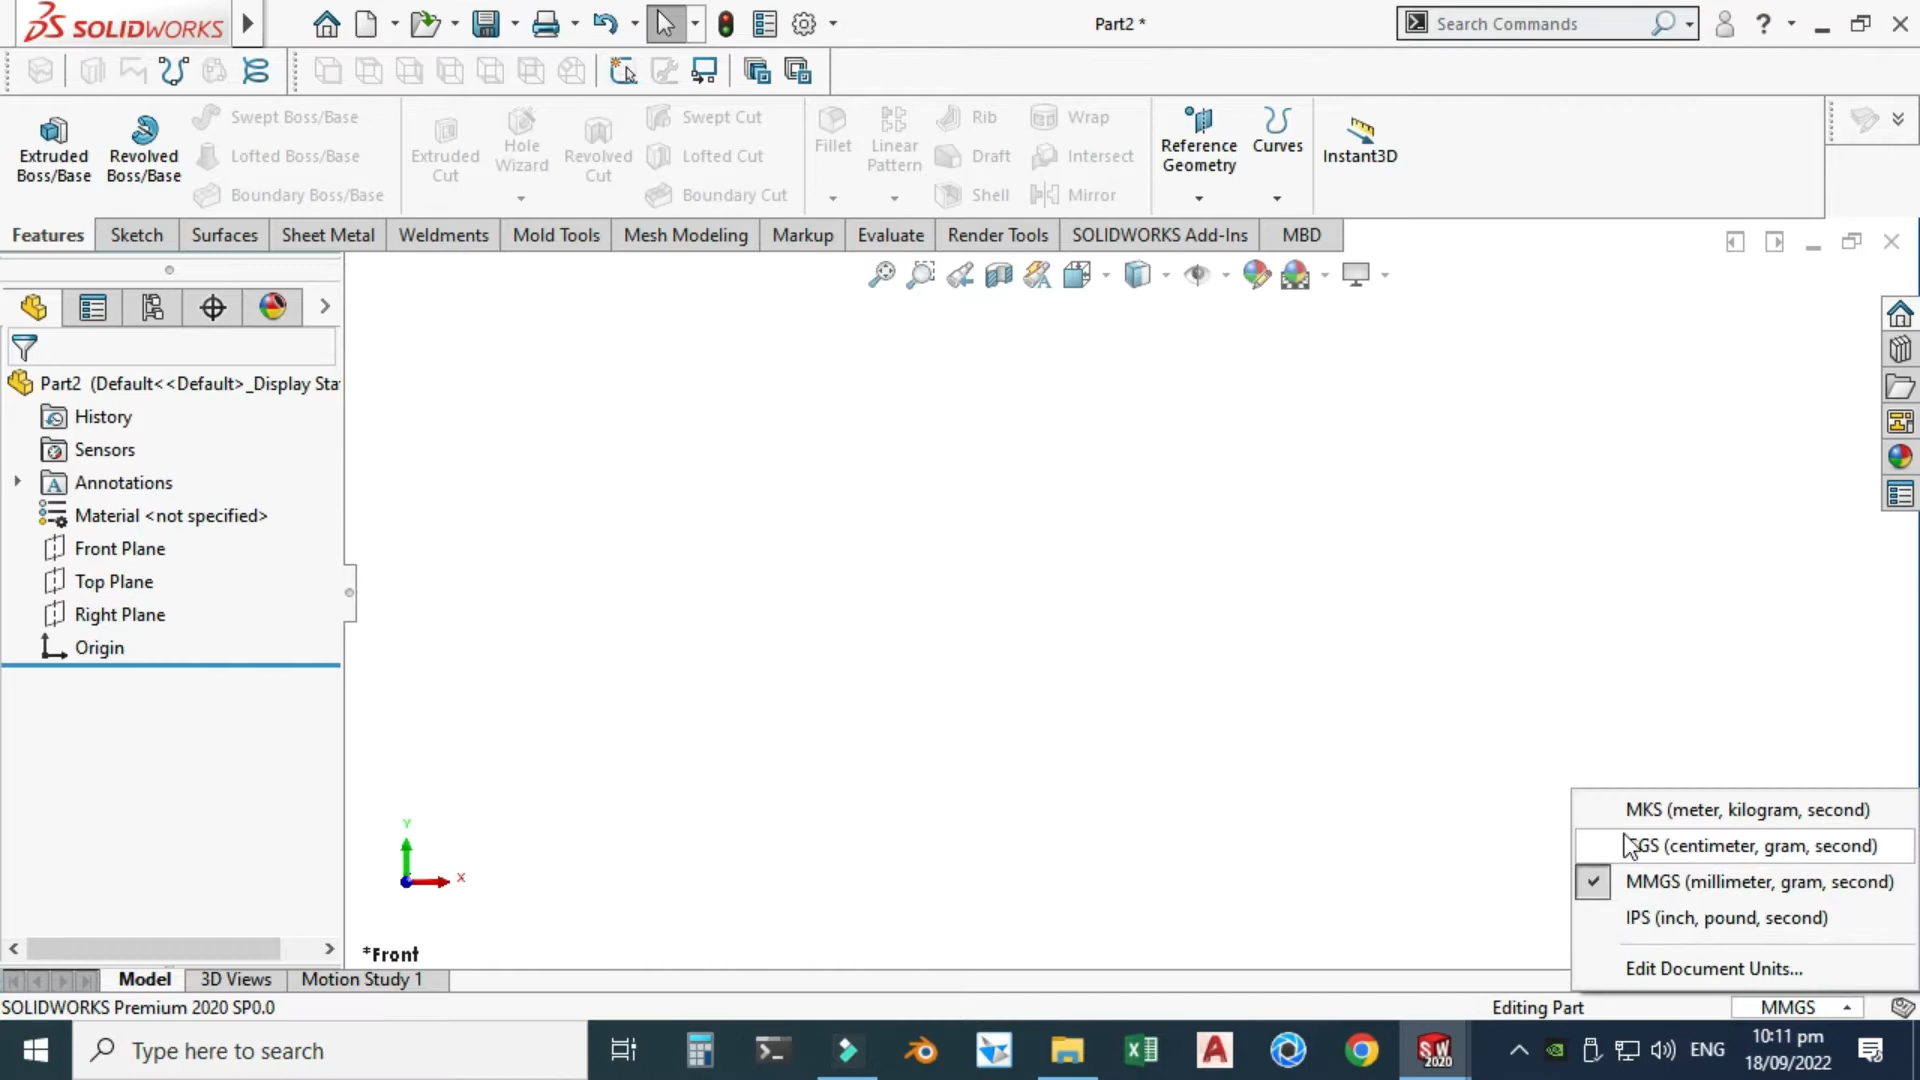 SOLIDWORKS
Part2 *
Search Commands
?
Extruded Boss/Base
Revolved Boss/Base
Swept Boss/Base
Lofted Boss/Base
Boundary Boss/Base
Extruded Cut
Hole Wizard
Revolved Cut
Swept Cut
Lofted Cut
Boundary Cut
Fillet
Linear Pattern
Rib
Draft
Shell
Wrap
Intersect
Mirror
Reference Geometry
Curves
Instant3D
Features
Sketch
Surfaces
Sheet Metal
Weldments
Mold Tools
Mesh Modeling
Markup
Evaluate
Render Tools
SOLIDWORKS Add-Ins
MBD
Part2 (Default<<Default>_Display Sta
History
Sensors
Annotations
Material <not specified>
Front Plane
Top Plane
Right Plane
Origin
Y
X
*Front
MKS (meter, kilogram, second)
GS (centimeter, gram, second)
MMGS (millimeter, gram, second)
IPS (inch, pound, second)
Edit Document Units...
Model
3D Views
Motion Study 1
SOLIDWORKS Premium 2020 SP0.0
Editing Part
MMGS
Type here to search
SW 2020
ENG
10:11 pm
18/09/2022